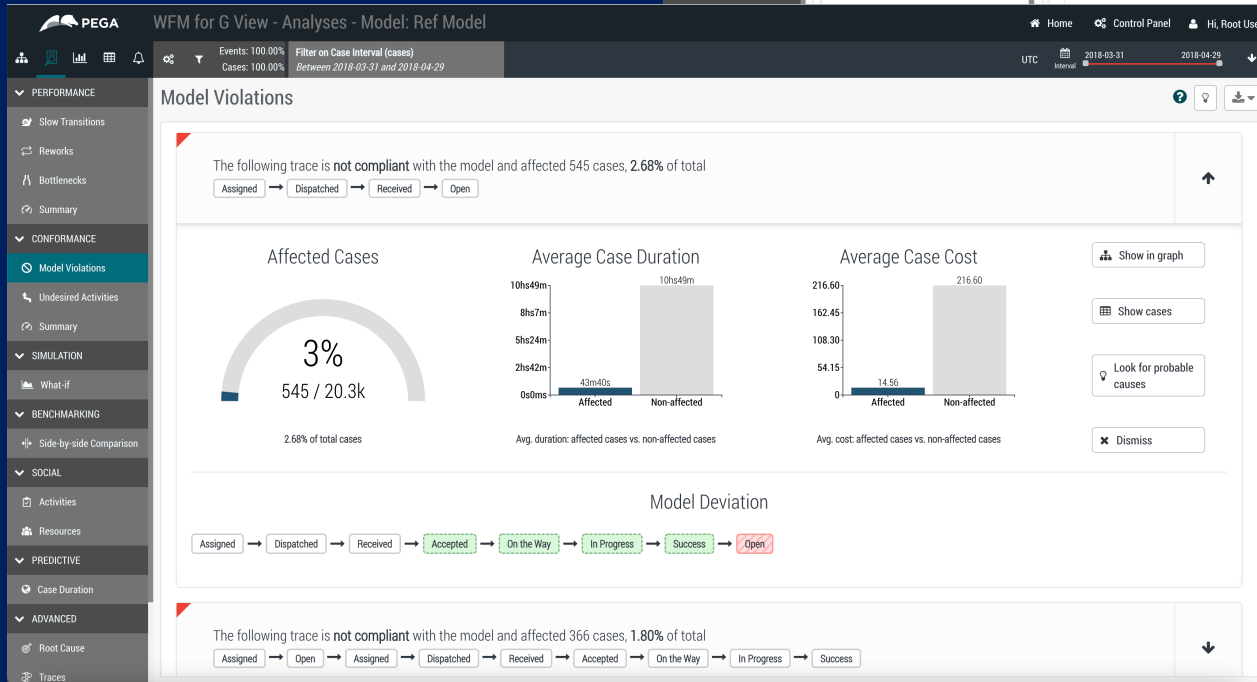 PEGA
WFM for G View - Analyses - Model: Ref Model
Home
Control Panel
Hi, Root Use
Events: 100.00%
Cases: 100.00%
Filter on Case Interval (cases)
Between 2018-03-31 and 2018-04-29
UTC
Interval
2018-03-31
2018-04-29
PERFORMANCE
Slow Transitions
Reworks
Bottlenecks
Summary
CONFORMANCE
Model Violations
Undesired Activities
Summary
SIMULATION
What-if
BENCHMARKING
Side-by-side Comparison
SOCIAL
Activities
Resources
PREDICTIVE
Case Duration
ADVANCED
Root Cause
Traces
Model Violations
?
The following trace is not compliant with the model and affected 545 cases, 2.68% of total
Assigned Dispatched Received Open
Affected Cases
3%
545 / 20.3k
2.68% of total cases
Average Case Duration
10hs49m
10hs49m
8hs7m
5hs24m
2hs42m
43m40s
0s0ms
Affected Non-affected
Avg. duration: affected cases vs. non-affected cases
Average Case Cost
216.60
216.60
162.45
108.30
54.15
14.56
0
Affected Non-affected
Avg. cost: affected cases vs. non-affected cases
Show in graph
Show cases
Look for probable
causes
Dismiss
Model Deviation
Assigned Dispatched Received Accepted On the Way In Progress Success Open
The following trace is not compliant with the model and affected 366 cases, 1.80% of total
Assigned Open Assigned Dispatched Received Accepted On the Way In Progress Success